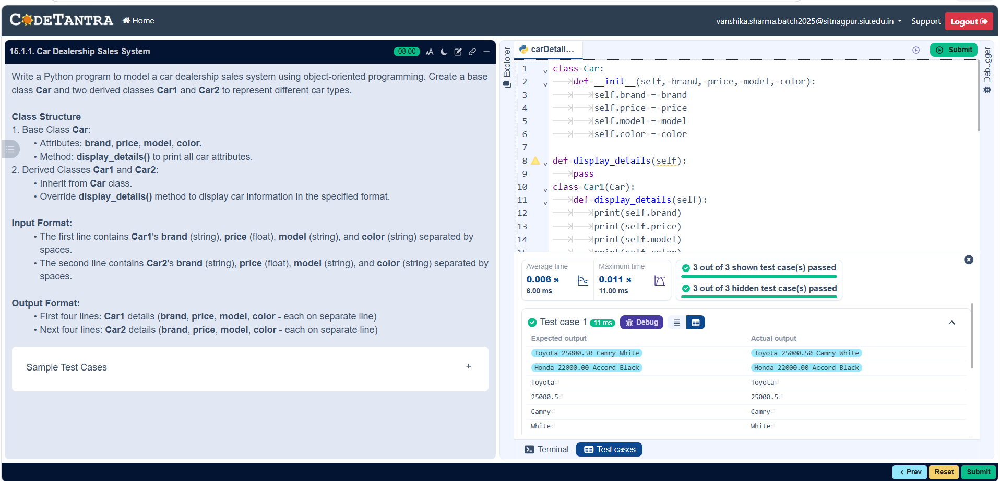 CODETANTRA
Home
vanshika.sharma.batch2025@sitnagpur.siu.edu.in
Support
Logout
15.1.1. Car Dealership Sales System
08:00
Write a Python program to model a car dealership sales system using object-oriented programming. Create a base
class Car and two derived classes Car1 and Car2 to represent different car types.
Class Structure
1. Base Class Car:
• Attributes: brand, price, model, color.
• Method: display_details() to print all car attributes.
2. Derived Classes Car1 and Car2:
• Inherit from Car class.
• Override display_details() method to display car information in the specified format.
Input Format:
• The first line contains Car1's brand (string), price (float), model (string), and color (string) separated by
spaces.
• The second line contains Car2's brand (string), price (float), model (string), and color (string) separated by
spaces.
Output Format:
• First four lines: Car1 details (brand, price, model, color - each on separate line)
• Next four lines: Car2 details (brand, price, model, color - each on separate line)
Sample Test Cases
+
Explorer
carDetail...
Submit
Debugger
1 class Car:
2 def __init__(self, brand, price, model, color):
3 self.brand = brand
4 self.price = price
5 self.model = model
6 self.color = color
7
8 def display_details(self):
9 pass
10 class Car1(Car):
11 def display_details(self):
12 print(self.brand)
13 print(self.price)
14 print(self.model)
15 print(self.color)
Average time
0.006 s
6.00 ms
Maximum time
0.011 s
11.00 ms
3 out of 3 shown test case(s) passed
3 out of 3 hidden test case(s) passed
Test case 1 11 ms Debug
Expected output Actual output
Toyota 25000.50 Camry White Toyota 25000.50 Camry White
Honda 22000.00 Accord Black Honda 22000.00 Accord Black
Toyota Toyota
25000.5 25000.5
Camry Camry
White White
Terminal
Test cases
< Prev
Reset
Submit